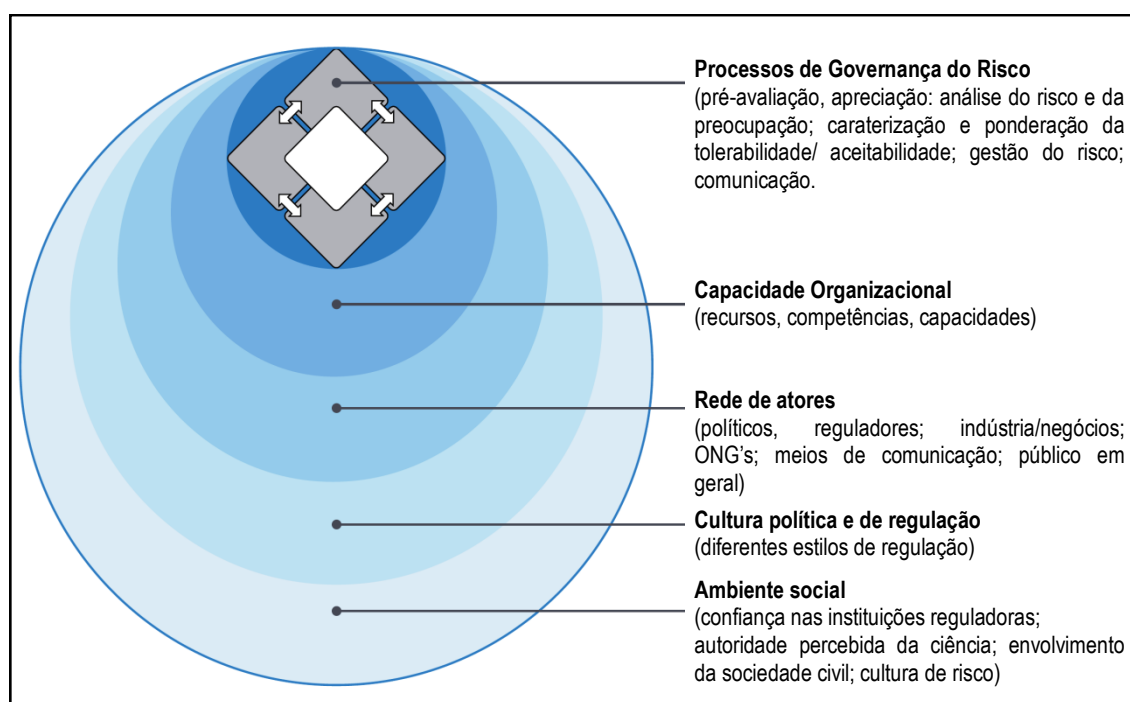 Processos de Governança do Risco
(pré-avaliação, apreciação: análise do risco e da
preocupação; caraterização e ponderação da
tolerabilidade/ aceitabilidade; gestão do risco;
comunicação.
Capacidade Organizacional
(recursos, competências, capacidades)
Rede de atores
(políticos, reguladores; indústria/negócios;
ONG’s; meios de comunicação; público em
geral)
Cultura política e de regulação
(diferentes estilos de regulação)
Ambiente social
(confiança nas instituições reguladoras;
autoridade percebida da ciência; envolvimento
da sociedade civil; cultura de risco)